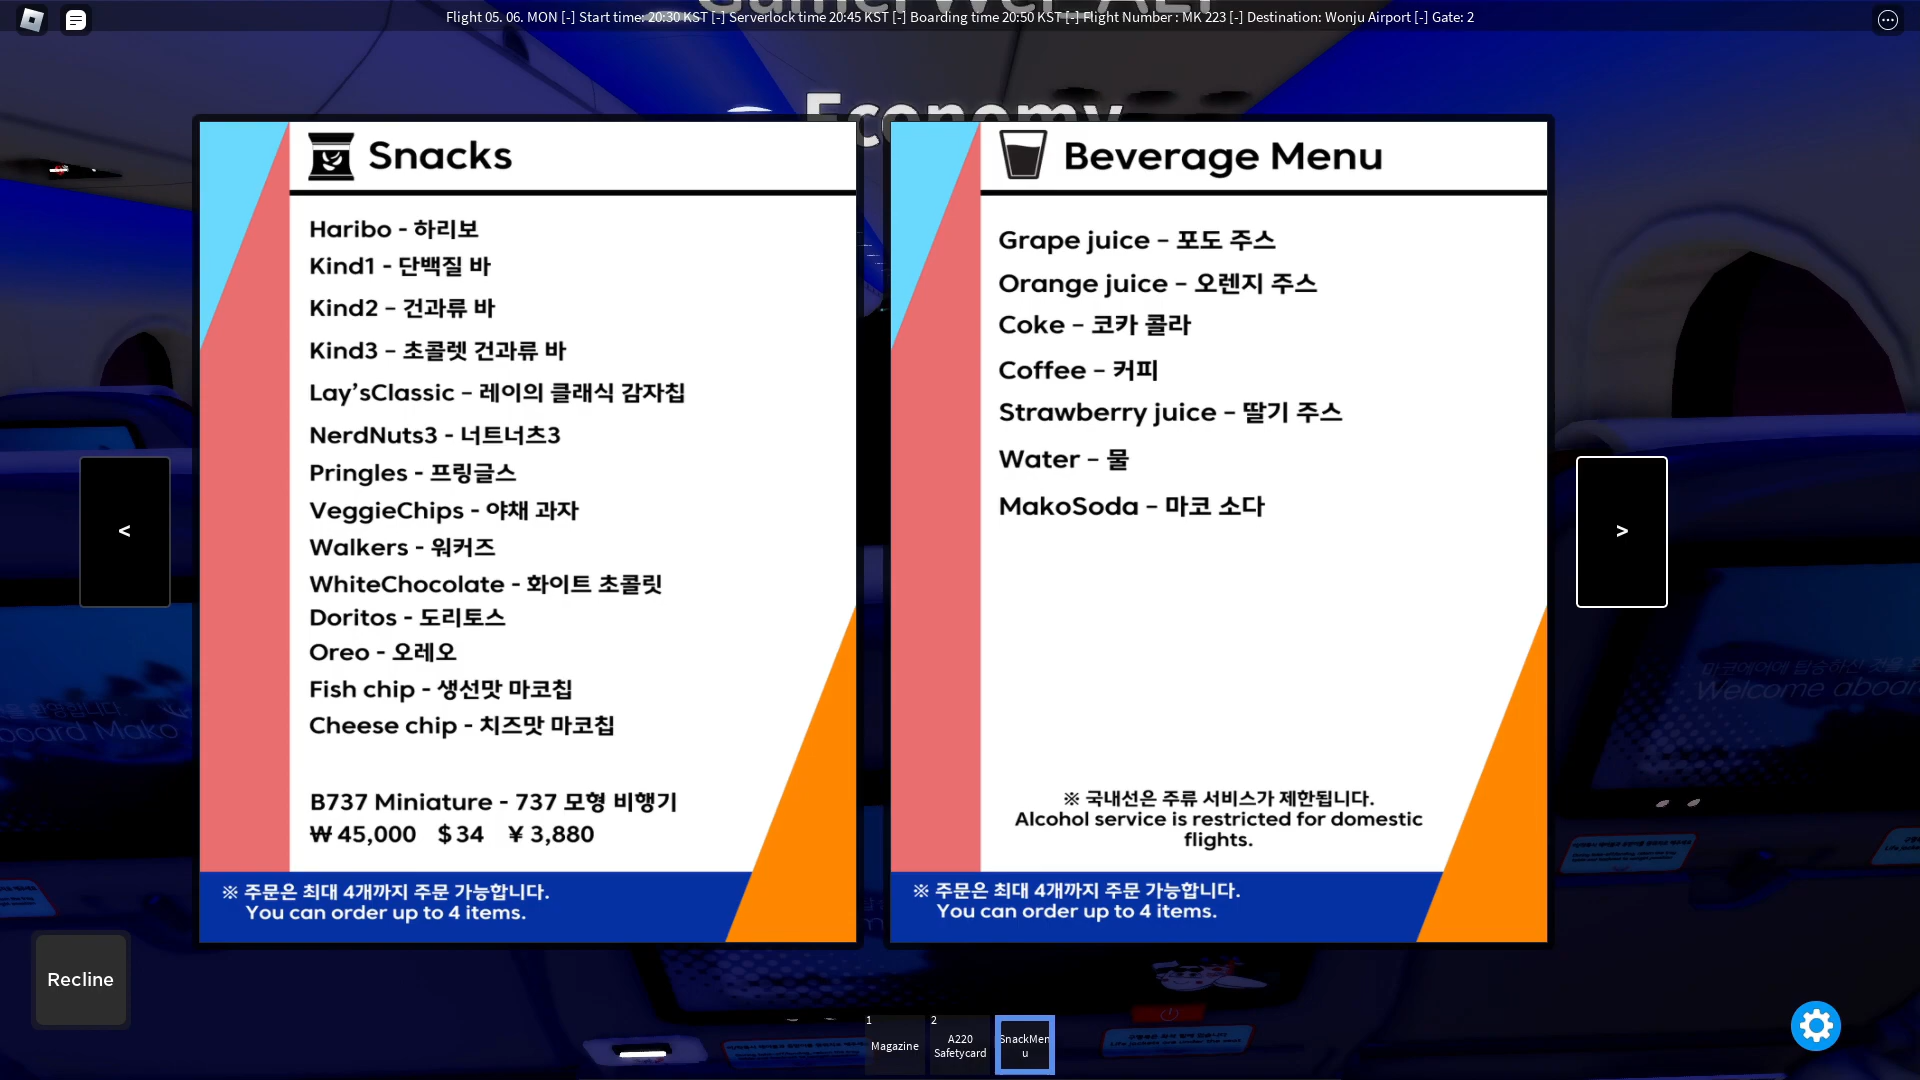 Flight 05. 06. MON [-] Start time: 20:30 KST [-] Serverlock time 20:45 KST [-] Boarding time 20:50 KST [-] Flight Number : MK 223 [-] Destination: Wonju Airport [-] Gate: 2
Economy
Snacks
Haribo - 하리보
Kind1 - 단백질 바
Kind2 - 건과류 바
Kind3 - 초콜렛 건과류 바
Lay'sClassic - 레이의 클래식 감자칩
NerdNuts3 - 너트너츠3
Pringles - 프링글스
VeggieChips - 야채 과자
Walkers - 워커즈
WhiteChocolate - 화이트 초콜릿
Doritos - 도리토스
Oreo - 오레오
Fish chip - 생선맛 마코칩
Cheese chip - 치즈맛 마코칩
B737 Miniature - 737 모형 비행기
₩ 45,000 $ 34 ¥ 3,880
※ 주문은 최대 4개까지 주문 가능합니다.
You can order up to 4 items.
Beverage Menu
Grape juice - 포도 주스
Orange juice - 오렌지 주스
Coke - 코카 콜라
Coffee - 커피
Strawberry juice - 딸기 주스
Water - 물
MakoSoda - 마코 소다
※ 국내선은 주류 서비스가 제한됩니다.
Alcohol service is restricted for domestic
flights.
※ 주문은 최대 4개까지 주문 가능합니다.
You can order up to 4 items.
<
>
board Mako
Welcome aboar
Recline
1
Magazine
2
A220
Safetycard
SnackMen
u